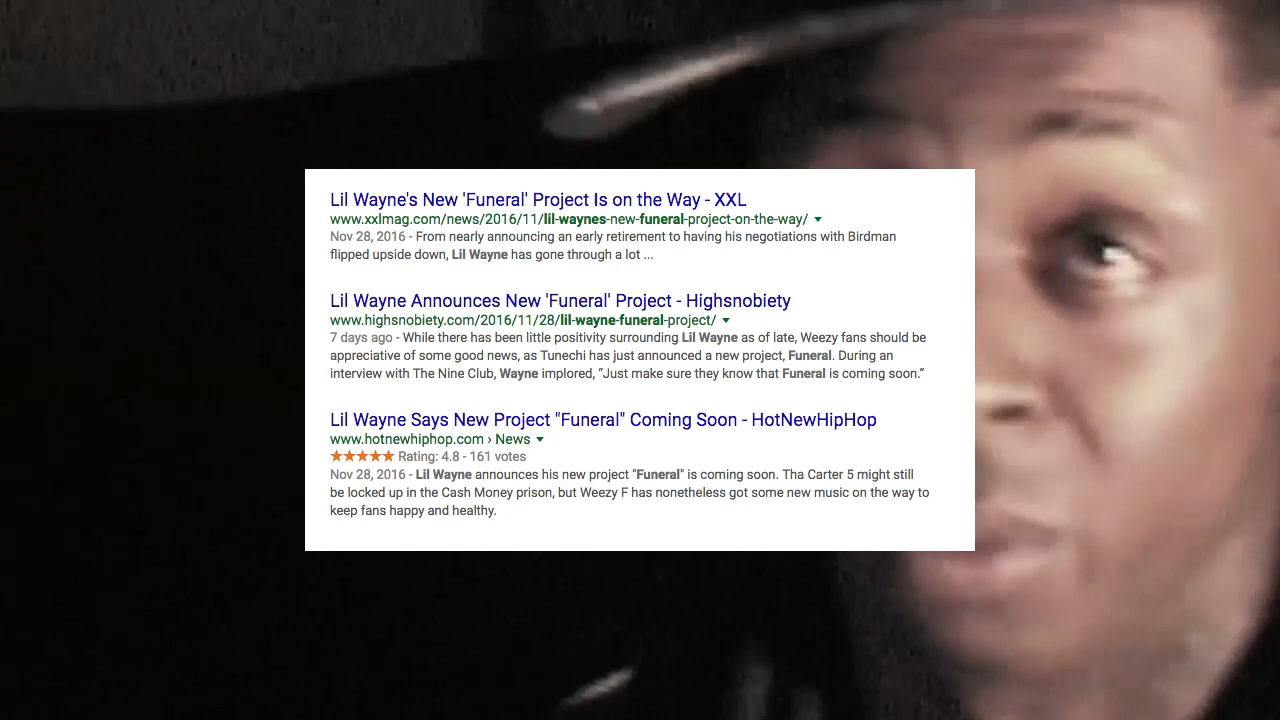 Lil Wayne's New 'Funeral' Project Is on the Way - XXL
www.xxlmag.com/news/2016/11/lil-waynes-new-funeral-project-on-the-way/
Nov 28, 2016 - From nearly announcing an early retirement to having his negotiations with Birdman
flipped upside down, Lil Wayne has gone through a lot ...
Lil Wayne Announces New 'Funeral' Project - Highsnobiety
www.highsnobiety.com/2016/11/28/lil-wayne-funeral-project/
7 days ago - While there has been little positivity surrounding Lil Wayne as of late, Weezy fans should be
appreciative of some good news, as Tunechi has just announced a new project, Funeral. During an
interview with The Nine Club, Wayne implored, “Just make sure they know that Funeral is coming soon.”
Lil Wayne Says New Project "Funeral" Coming Soon - HotNewHipHop
www.hotnewhiphop.com › News
Rating: 4.8 - 161 votes
Nov 28, 2016 - Lil Wayne announces his new project "Funeral" is coming soon. Tha Carter 5 might still
be locked up in the Cash Money prison, but Weezy F has nonetheless got some new music on the way to
keep fans happy and healthy.